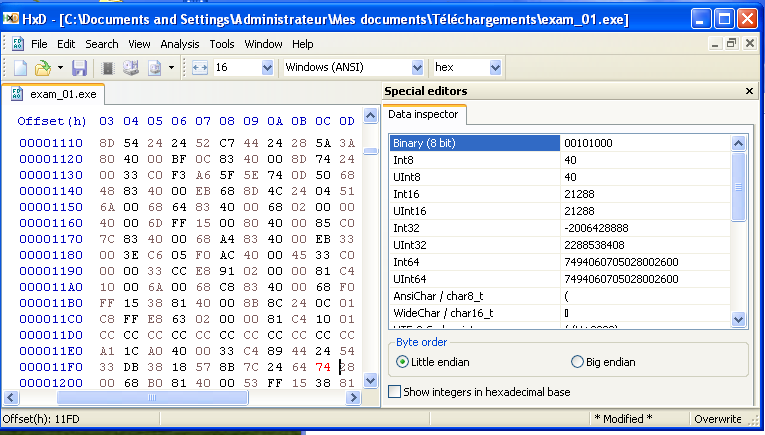 HxD - [C:\Documents and Settings\Administrateur\Mes documents\Téléchargements\exam_01.exe]
File Edit Search View Analysis Tools Window Help
16 Windows (ANSI) hex
exam_01.exe
Special editors
Data inspector
Offset(h) 03 04 05 06 07 08 09 0A 0B 0C 0D
00001110 8D 54 24 24 52 C7 44 24 28 5A 3A
00001120 80 40 00 BF 0C 83 40 00 8D 74 24
00001130 00 33 C0 F3 A6 5F 5E 74 0D 50 68
00001140 48 83 40 00 EB 68 8D 4C 24 04 51
00001150 6A 00 68 64 83 40 00 68 02 00 00
00001160 40 00 6D FF 15 00 80 40 00 85 C0
00001170 7C 83 40 00 68 A4 83 40 00 EB 33
00001180 00 3E C6 05 F0 AC 40 00 45 33 C0
00001190 00 00 33 CC E8 91 02 00 00 81 C4
000011A0 10 00 6A 00 68 C8 83 40 00 68 F0
000011B0 FF 15 38 81 40 00 8B 8C 24 0C 01
000011C0 C8 FF E8 63 02 00 00 81 C4 10 01
000011D0 CC CC CC CC CC CC CC CC CC CC CC
000011E0 A1 1C A0 40 00 33 C4 89 44 24 54
000011F0 33 DB 38 18 57 8B 7C 24 64 74 28
00001200 00 68 B0 81 40 00 53 FF 15 38 81
Binary (8 bit) 00101000
Int8 40
UInt8 40
Int16 21288
UInt16 21288
Int32 -2006428888
UInt32 2288538408
Int64 7494060705028002600
UInt64 7494060705028002600
AnsiChar / char8_t (
WideChar / char16_t
Byte order
Little endian Big endian
Show integers in hexadecimal base
Offset(h): 11FD * Modified * Overwrite